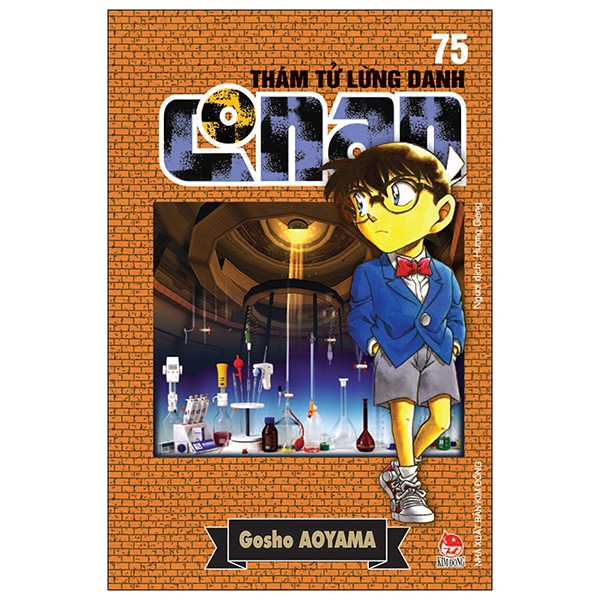 75
THÁM TỬ LỪNG DANH
Conan
Người dịch: Hương Giang
Gosho AOYAMA
NHÀ XUẤT BẢN KIM ĐỒNG
KIM ĐỒNG